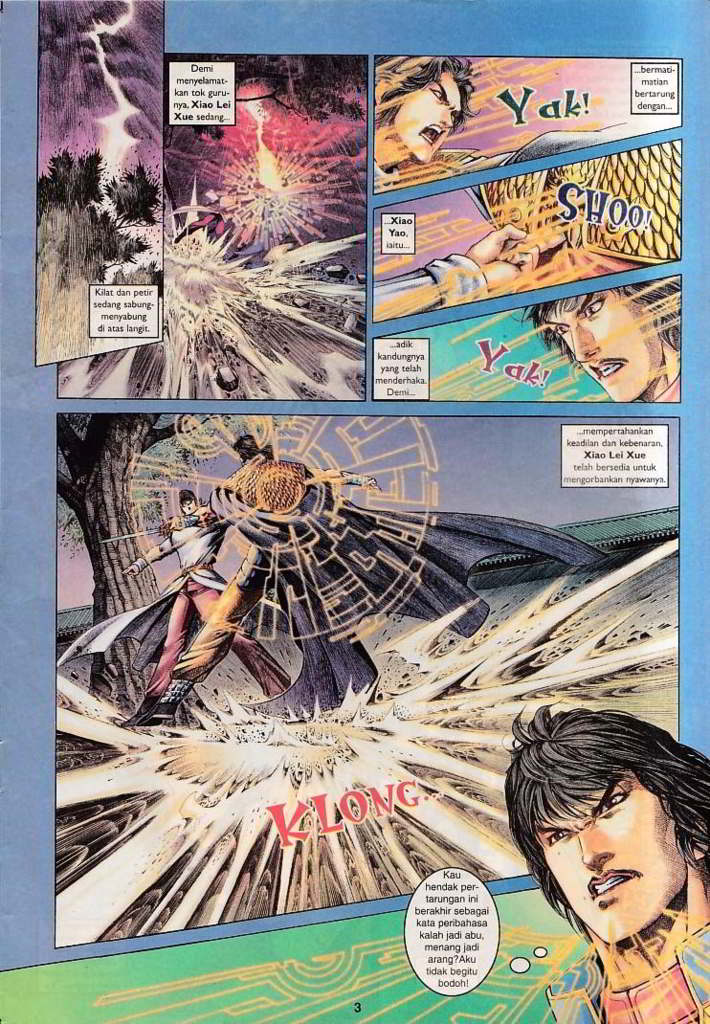 Kilat dan petir
sedang sabung-
menyabung
di atas langit.
Demi
menyelamat-
kan tok guru-
nya, Xiao Lei
Xue sedang...
...bermati-
matian
bertarung
dengan...
Yak!
...Xiao
Yao,
iaitu...
SHOO!
...adik
kandungnya
yang telah
menderhaka.
Demi...
Yak!
...mempertahankan
keadilan dan kebenaran,
Xiao Lei Xue
telah bersedia untuk
mengorbankan nyawanya.
KLONG...
Kau
hendak per-
tarungan ini
berakhir sebagai
kata peribahasa
kalah jadi abu,
menang jadi
arang?Aku
tidak begitu
bodoh!
3